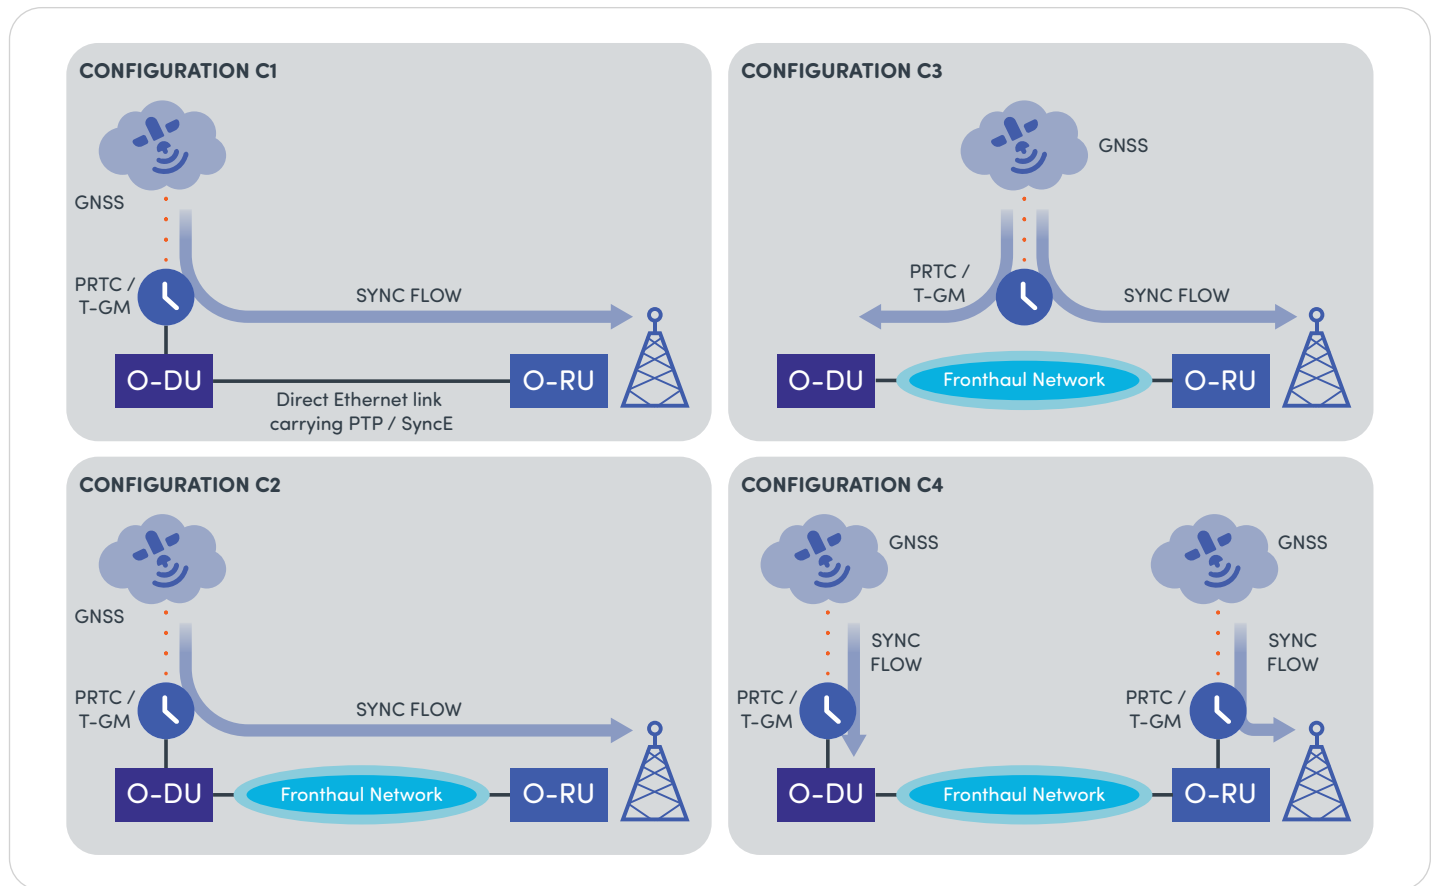 CONFIGURATION C1
GNSS
PRTC /
T-GM
SYNC FLOW
O-DU
O-RU
Direct Ethernet link
carrying PTP / SyncE
CONFIGURATION C3
GNSS
PRTC /
T-GM
SYNC FLOW
O-DU
Fronthaul Network
O-RU
CONFIGURATION C2
GNSS
PRTC /
T-GM
SYNC FLOW
O-DU
Fronthaul Network
O-RU
CONFIGURATION C4
GNSS
GNSS
SYNC
FLOW
SYNC
FLOW
PRTC /
T-GM
PRTC /
T-GM
O-DU
Fronthaul Network
O-RU